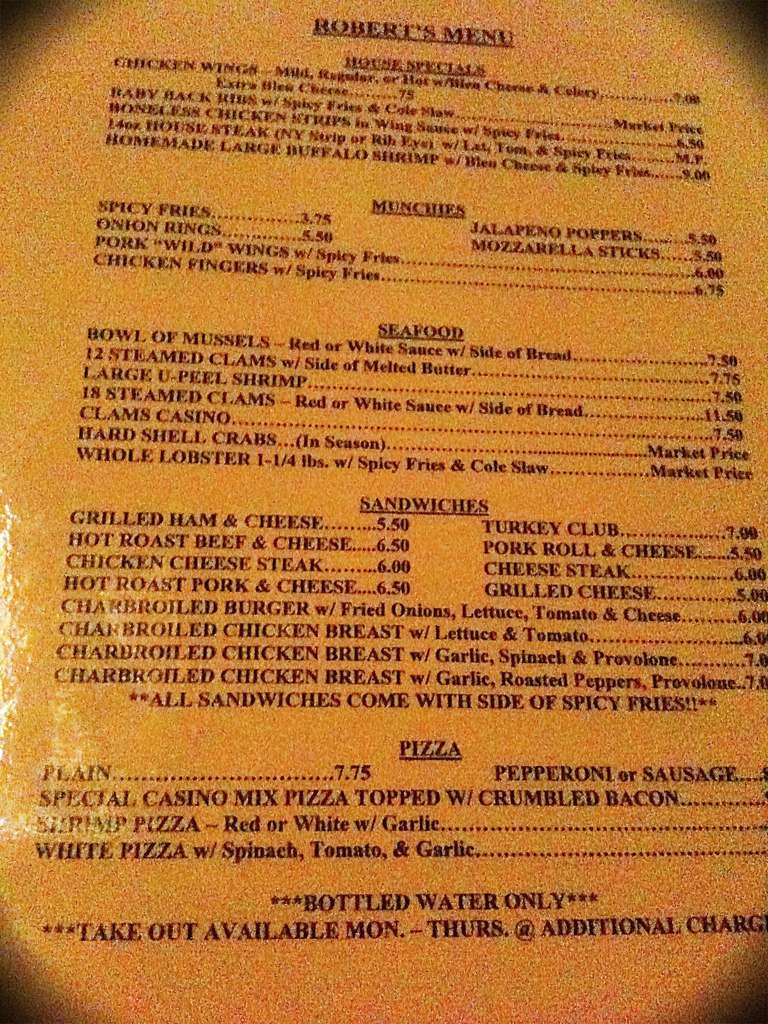 ROBERT'S MENU
HOUSE SPECIALS
CHICKEN WINGS – Mild, Regular, or Hot w/Bleu Cheese & Celery...............7.00
Extra Bleu Cheese..........75
BABY BACK RIBS w/ Spicy Fries & Cole Slaw................................Market Price
BONELESS CHICKEN STRIPS in Wing Sauce w/ Spicy Fries.......................6.50
14oz HOUSE STEAK (NY Strip or Rib Eye) w/ Let, Tom, & Spicy Fries.........M.P.
HOMEMADE LARGE BUFFALO SHRIMP w/ Bleu Cheese & Spicy Fries......9.00
MUNCHIES
SPICY FRIES................3.75 JALAPENO POPPERS.........5.50
ONION RINGS...............5.50 MOZZARELLA STICKS......5.50
PORK "WILD" WINGS w/ Spicy Fries.......................................................6.00
CHICKEN FINGERS w/ Spicy Fries..........................................................6.75
SEAFOOD
BOWL OF MUSSELS – Red or White Sauce w/ Side of Bread........................7.50
12 STEAMED CLAMS w/ Side of Melted Butter..........................................7.75
LARGE U-PEEL SHRIMP.....................................................................7.50
18 STEAMED CLAMS – Red or White Sauce w/ Side of Bread.....................11.50
CLAMS CASINO................................................................................7.50
HARD SHELL CRABS...(In Season)..............................................Market Price
WHOLE LOBSTER 1-1/4 lbs. w/ Spicy Fries & Cole Slaw.................Market Price
SANDWICHES
GRILLED HAM & CHEESE.........5.50 TURKEY CLUB...................7.00
HOT ROAST BEEF & CHEESE.....6.50 PORK ROLL & CHEESE......5.50
CHICKEN CHEESE STEAK.........6.00 CHEESE STEAK..................6.00
HOT ROAST PORK & CHEESE....6.50 GRILLED CHEESE..............5.00
CHARBROILED BURGER w/ Fried Onions, Lettuce, Tomato & Cheese.........6.00
CHARBROILED CHICKEN BREAST w/ Lettuce & Tomato.........................6.0
CHARBROILED CHICKEN BREAST w/ Garlic, Spinach & Provolone...........7.0
CHARBROILED CHICKEN BREAST w/ Garlic, Roasted Peppers, Provolone..7.0
**ALL SANDWICHES COME WITH SIDE OF SPICY FRIES!!**
PIZZA
PLAIN.................................7.75 PEPPERONI or SAUSAGE....
SPECIAL CASINO MIX PIZZA TOPPED W/ CRUMBLED BACON............
SHRIMP PIZZA – Red or White w/ Garlic................................................
WHITE PIZZA w/ Spinach, Tomato, & Garlic...........................................
***BOTTLED WATER ONLY***
***TAKE OUT AVAILABLE MON. – THURS. @ ADDITIONAL CHARG